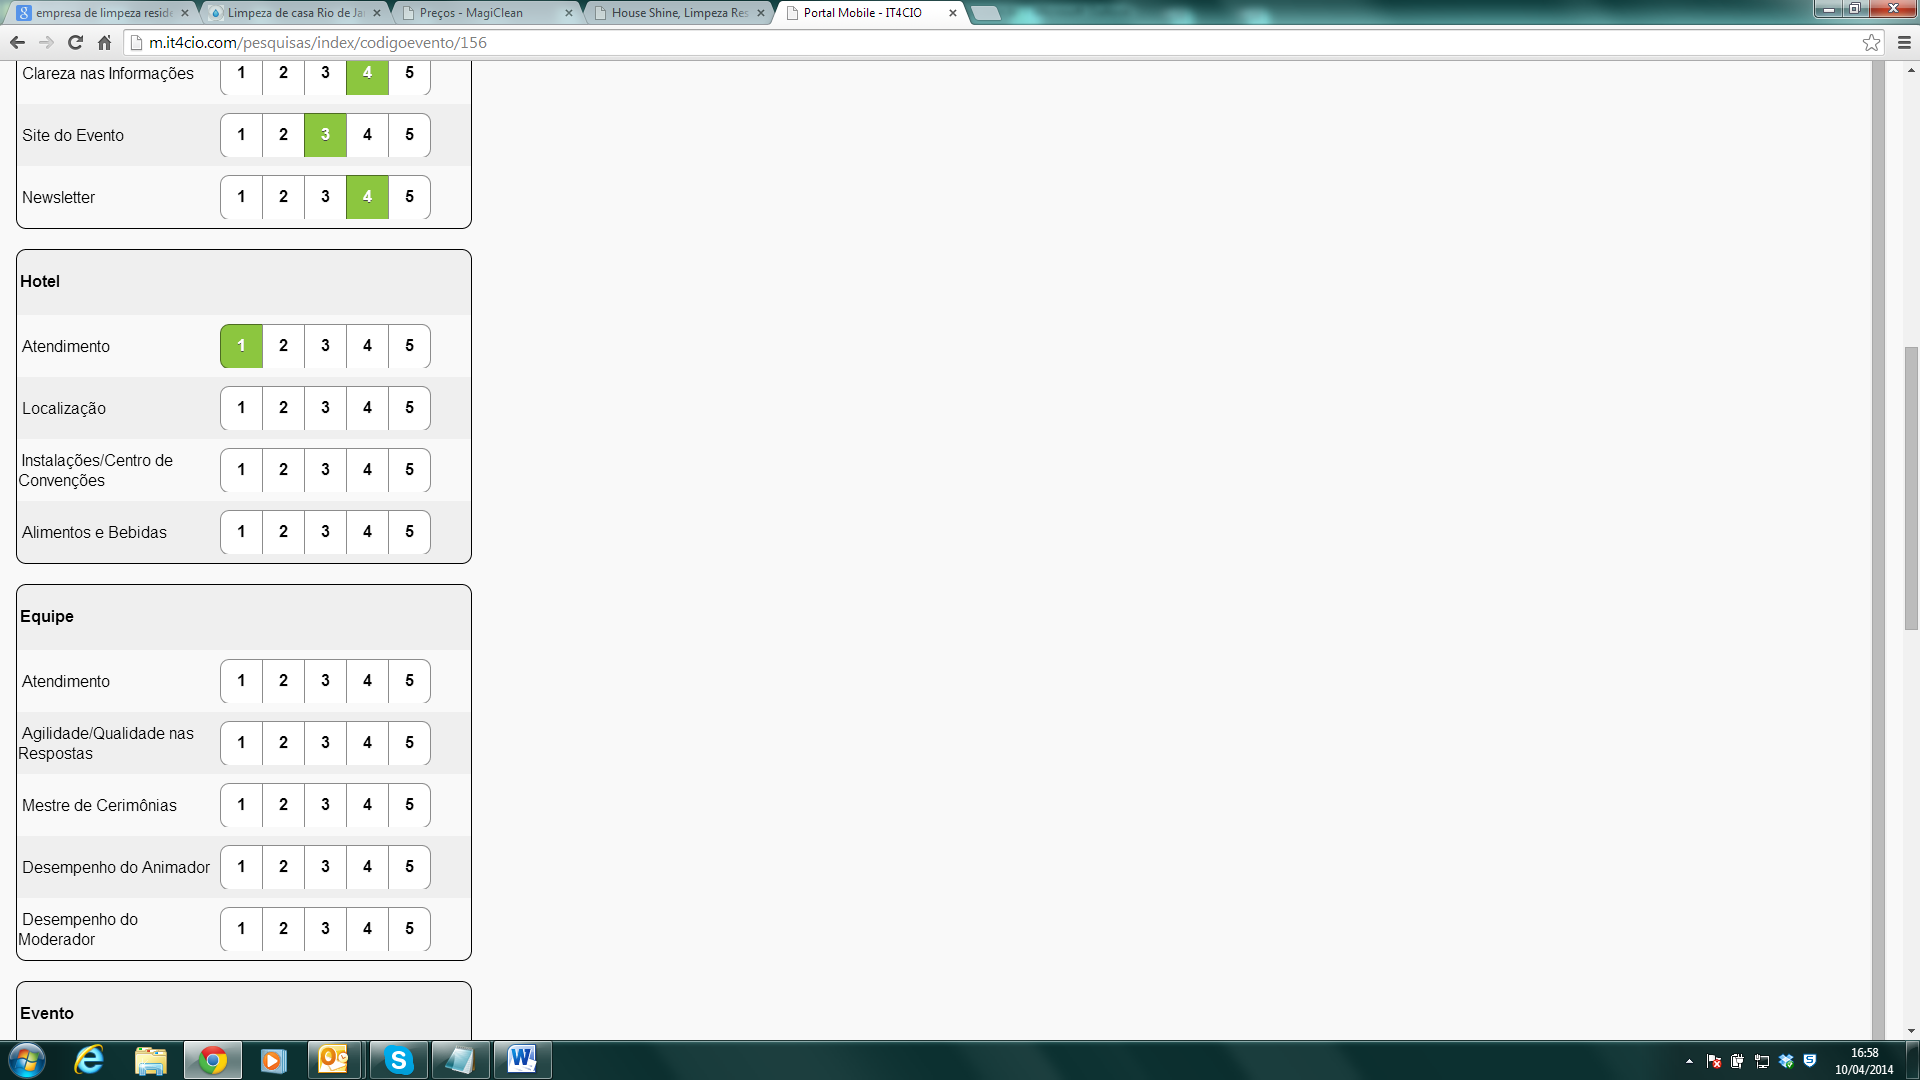 empresa de limpeza reside
Limpeza de casa Rio de Ja
Preços - MagiClean
House Shine, Limpeza Res
Portal Mobile - IT4CIO
m.it4cio.com/pesquisas/index/codigoevento/156
Clareza nas Informações 1 2 3 4 5
Site do Evento 1 2 3 4 5
Newsletter 1 2 3 4 5
Hotel
Atendimento 1 2 3 4 5
Localização 1 2 3 4 5
Instalações/Centro de
Convenções
1 2 3 4 5
Alimentos e Bebidas 1 2 3 4 5
Equipe
Atendimento 1 2 3 4 5
Agilidade/Qualidade nas
Respostas
1 2 3 4 5
Mestre de Cerimônias 1 2 3 4 5
Desempenho do Animador 1 2 3 4 5
Desempenho do
Moderador
1 2 3 4 5
Evento
16:58
10/04/2014